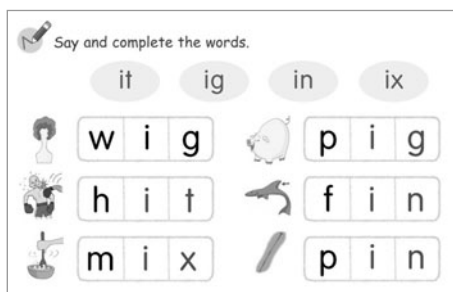 Say and complete the words.
it ig in ix
w i g p i g
h i t f i n
m i x p i n